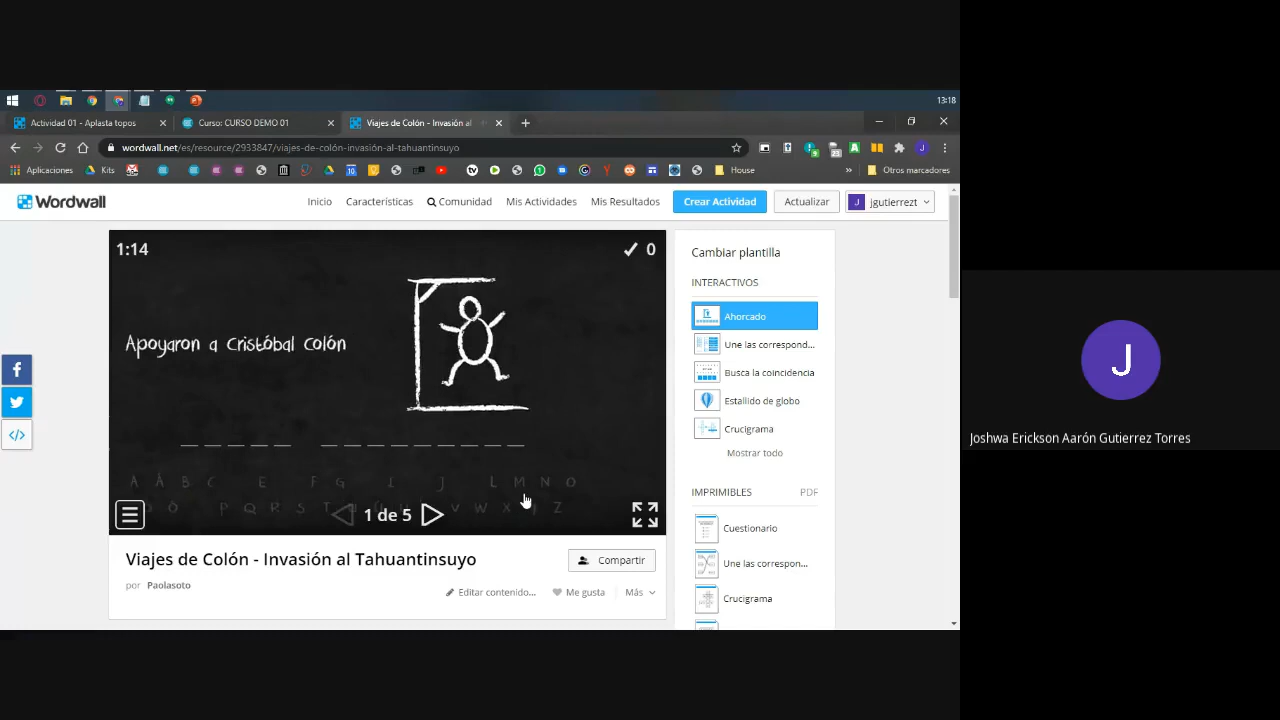 13:18
Actividad 01 - Aplasta topos
Curso: CURSO DEMO 01
Viajes de Colón - Invasión al
wordwall.net/es/resource/2933847/viajes-de-colón-invasión-al-tahuantinsuyo
Aplicaciones Kits House Otros marcadores
Wordwall Inicio Características Comunidad Mis Actividades Mis Resultados Crear Actividad Actualizar jgutierrezt
1:14
0
Apoyaron a Cristóbal Colón
1 de 5
Viajes de Colón - Invasión al Tahuantinsuyo
Compartir
por Paolasoto
Editar contenido...
Me gusta
Más
Cambiar plantilla
INTERACTIVOS
Ahorcado
Une las correspond...
Busca la coincidencia
Estallido de globo
Crucigrama
Mostrar todo
IMPRIMIBLES PDF
Cuestionario
Une las correspon...
Crucigrama
J
Joshwa Erickson Aarón Gutierrez Torres